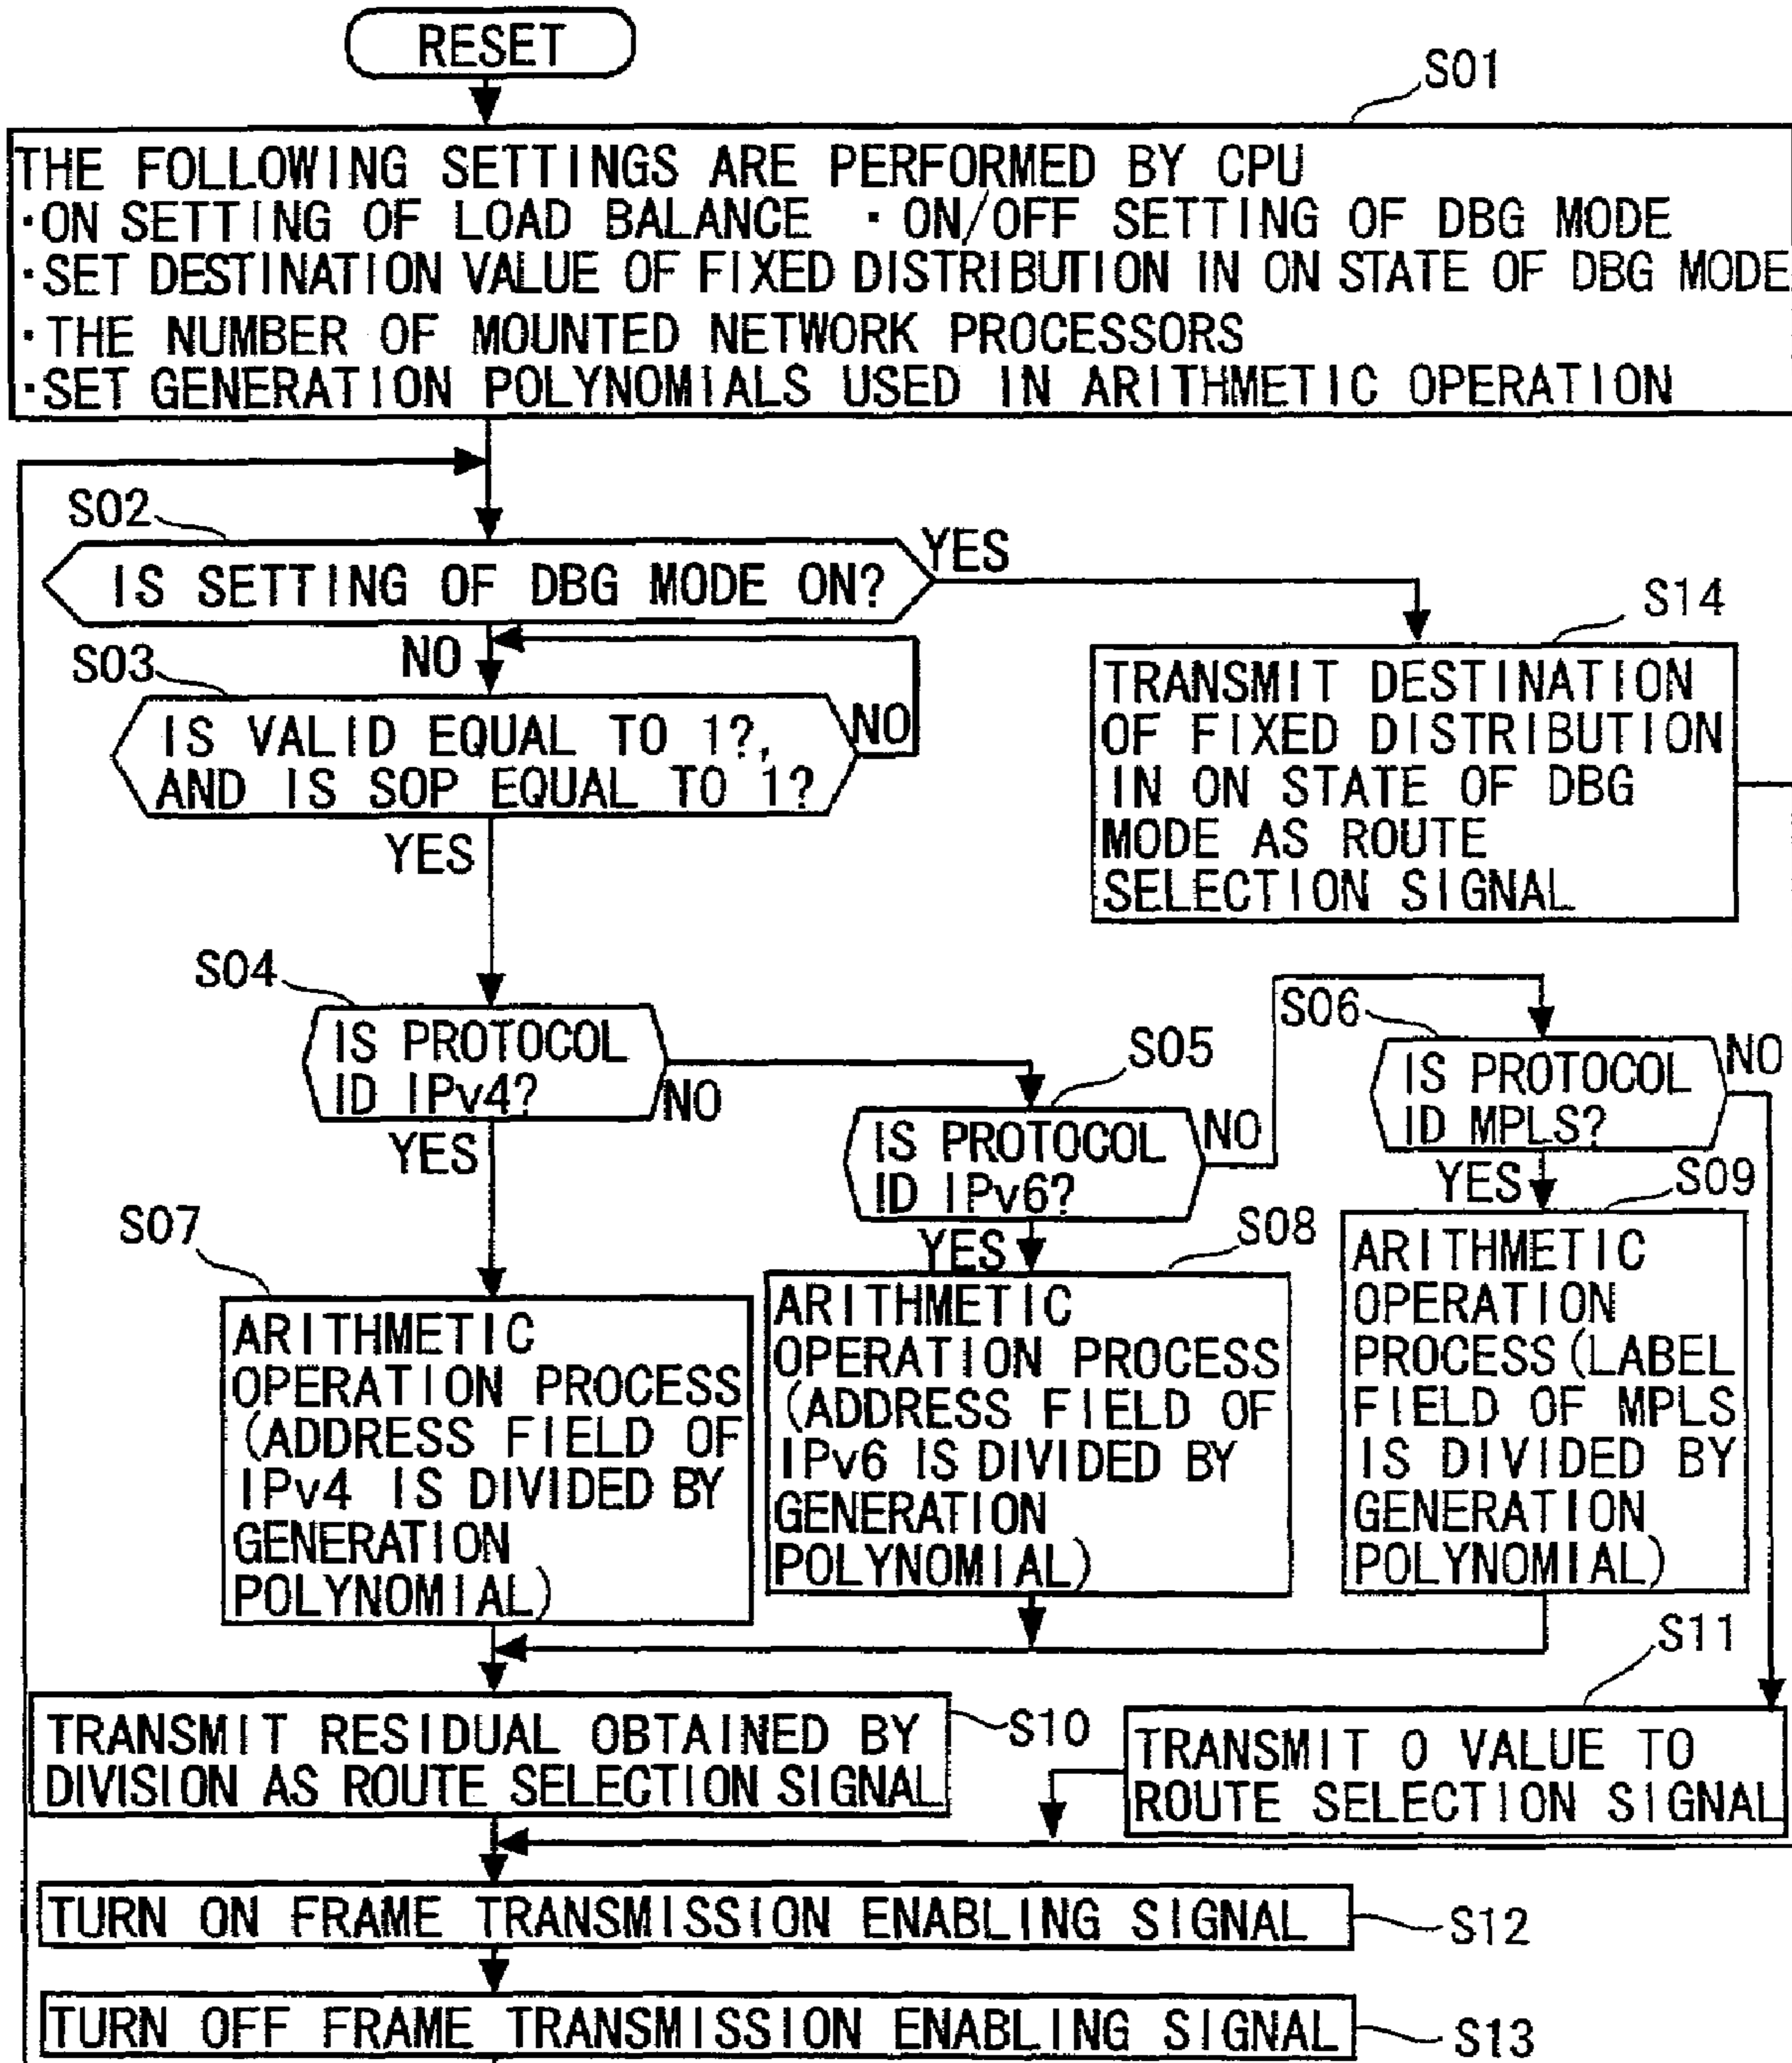 RESET
S01
THE FOLLOWING SETTINGS ARE PERFORMED BY CPU
·ON SETTING OF LOAD BALANCE ·ON/OFF SETTING OF DBG MODE
·SET DESTINATION VALUE OF FIXED DISTRIBUTION IN ON STATE OF DBG MODE
·THE NUMBER OF MOUNTED NETWORK PROCESSORS
·SET GENERATION POLYNOMIALS USED IN ARITHMETIC OPERATION
S02
IS SETTING OF DBG MODE ON?
YES
NO
S03
IS VALID EQUAL TO 1?,
AND IS SOP EQUAL TO 1?
NO
YES
S14
TRANSMIT DESTINATION
OF FIXED DISTRIBUTION
IN ON STATE OF DBG
MODE AS ROUTE
SELECTION SIGNAL
S04
IS PROTOCOL
ID IPv4?
NO
YES
S05
IS PROTOCOL
ID IPv6?
NO
YES
S06
IS PROTOCOL
ID MPLS?
NO
YES
S07
ARITHMETIC
OPERATION PROCESS
(ADDRESS FIELD OF
IPv4 IS DIVIDED BY
GENERATION
POLYNOMIAL)
S08
ARITHMETIC
OPERATION PROCESS
(ADDRESS FIELD OF
IPv6 IS DIVIDED BY
GENERATION
POLYNOMIAL)
S09
ARITHMETIC
OPERATION
PROCESS(LABEL
FIELD OF MPLS
IS DIVIDED BY
GENERATION
POLYNOMIAL)
S10
TRANSMIT RESIDUAL OBTAINED BY
DIVISION AS ROUTE SELECTION SIGNAL
S11
TRANSMIT 0 VALUE TO
ROUTE SELECTION SIGNAL
TURN ON FRAME TRANSMISSION ENABLING SIGNAL
S12
TURN OFF FRAME TRANSMISSION ENABLING SIGNAL
S13